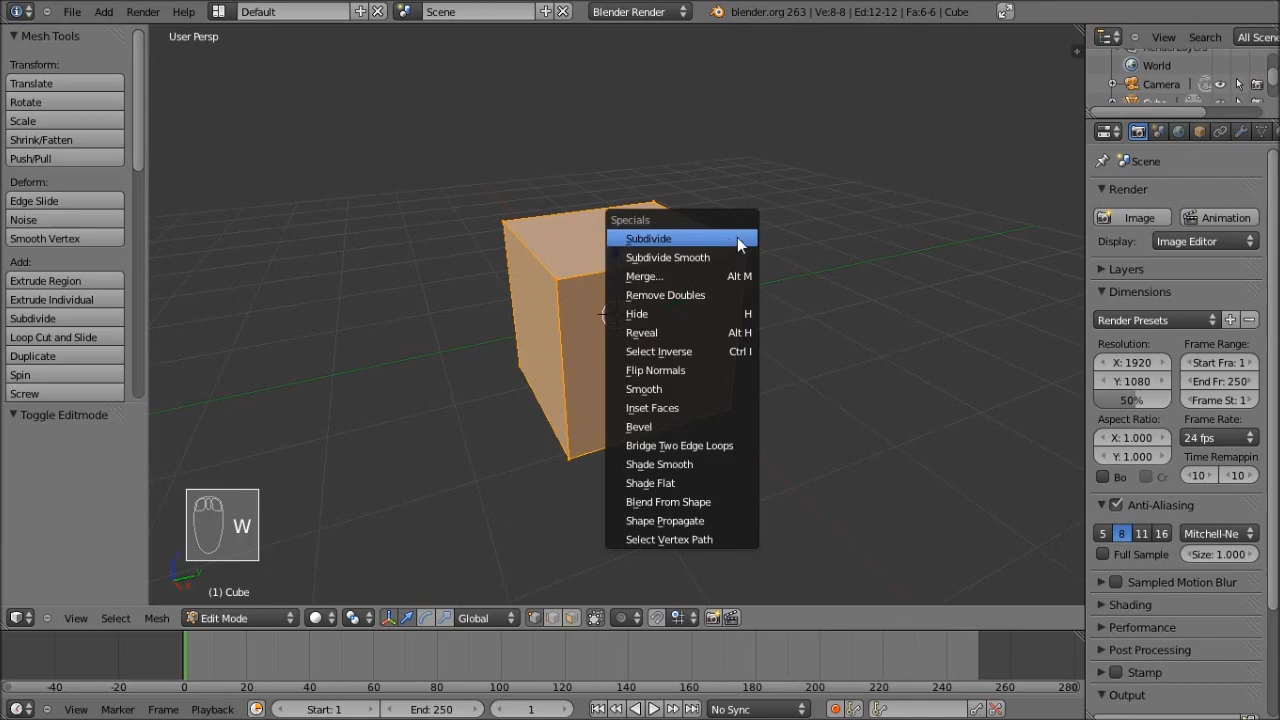 File Add Render Help Default Scene Blender Render blender.org 263 | Ve:8-8 | Ed:12-12 | Fa:6-6 | Cube
Mesh Tools
Transform:
Translate
Rotate
Scale
Shrink/Fatten
Push/Pull
Deform:
Edge Slide
Noise
Smooth Vertex
Add:
Extrude Region
Extrude Individual
Subdivide
Loop Cut and Slide
Duplicate
Spin
Screw
Toggle Editmode
User Persp
Specials
Subdivide
Subdivide Smooth
Merge... Alt M
Remove Doubles
Hide H
Reveal Alt H
Select Inverse Ctrl I
Flip Normals
Smooth
Inset Faces
Bevel
Bridge Two Edge Loops
Shade Smooth
Shade Flat
Blend From Shape
Shape Propagate
Select Vertex Path
W
(1) Cube
View Select Mesh Edit Mode Global
View Search All Scene
World
Camera
Scene
Render
Image Animation
Display: Image Editor
Layers
Dimensions
Render Presets
Resolution: Frame Range:
X: 1920 Start Fra: 1
Y: 1080 End Fr: 250
50% Frame St: 1
Aspect Ratio: Frame Rate:
X: 1.000 24 fps
Y: 1.000 Time Remappin
Bo Cr 10 10
Anti-Aliasing
5 8 11 16 Mitchell-Ne
Full Sample Size: 1.000
Sampled Motion Blur
Shading
Performance
Post Processing
Stamp
Output
-40 -20 0 20 40 60 80 100 120 140 160 180 200 220 240 260 280
View Marker Frame Playback Start: 1 End: 250 1 No Sync